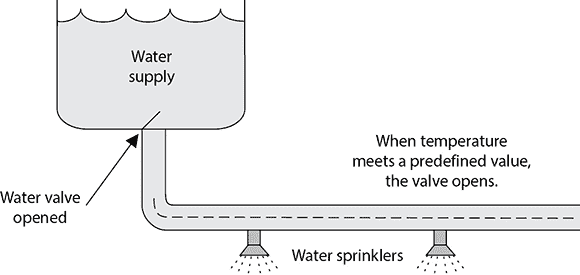 Water
supply
When temperature
meets a predefined value,
the valve opens.
Water valve
opened
Water sprinklers